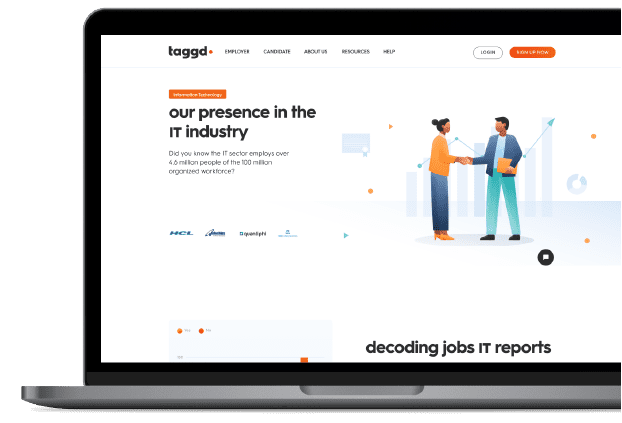 taggd
EMPLOYER
CANDIDATE
ABOUT US
RESOURCES
HELP
LOGIN
SIGN UP NOW
Information Technology
our presence in the
IT industry
Did you know the IT sector employs over
4.6 million people of the 100 million
organized workforce?
HCL
quantiphi
decoding jobs IT reports